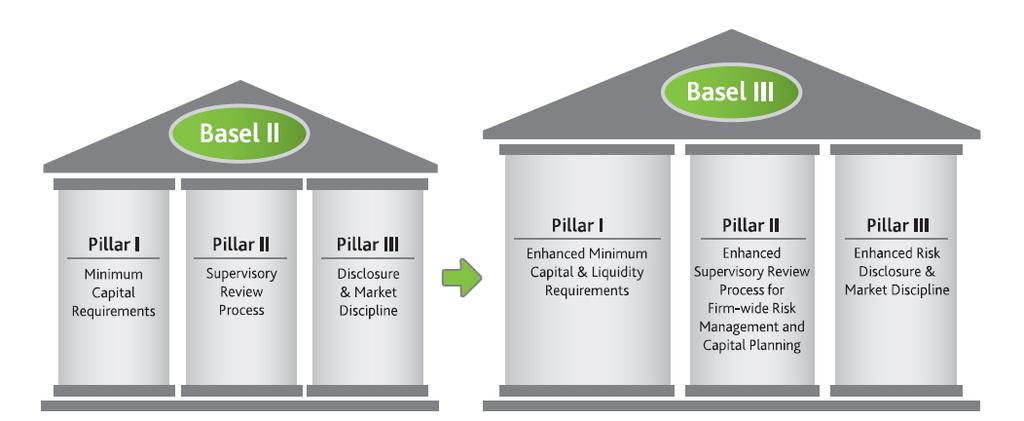 Basel II
Pillar I
Minimum
Capital
Requirements
Pillar II
Supervisory
Review
Process
Pillar III
Disclosure
& Market
Discipline
Basel III
Pillar I
Enhanced Minimum
Capital & Liquidity
Requirements
Pillar II
Enhanced
Supervisory Review
Process for
Firm-wide Risk
Management and
Capital Planning
Pillar III
Enhanced Risk
Disclosure &
Market Discipline